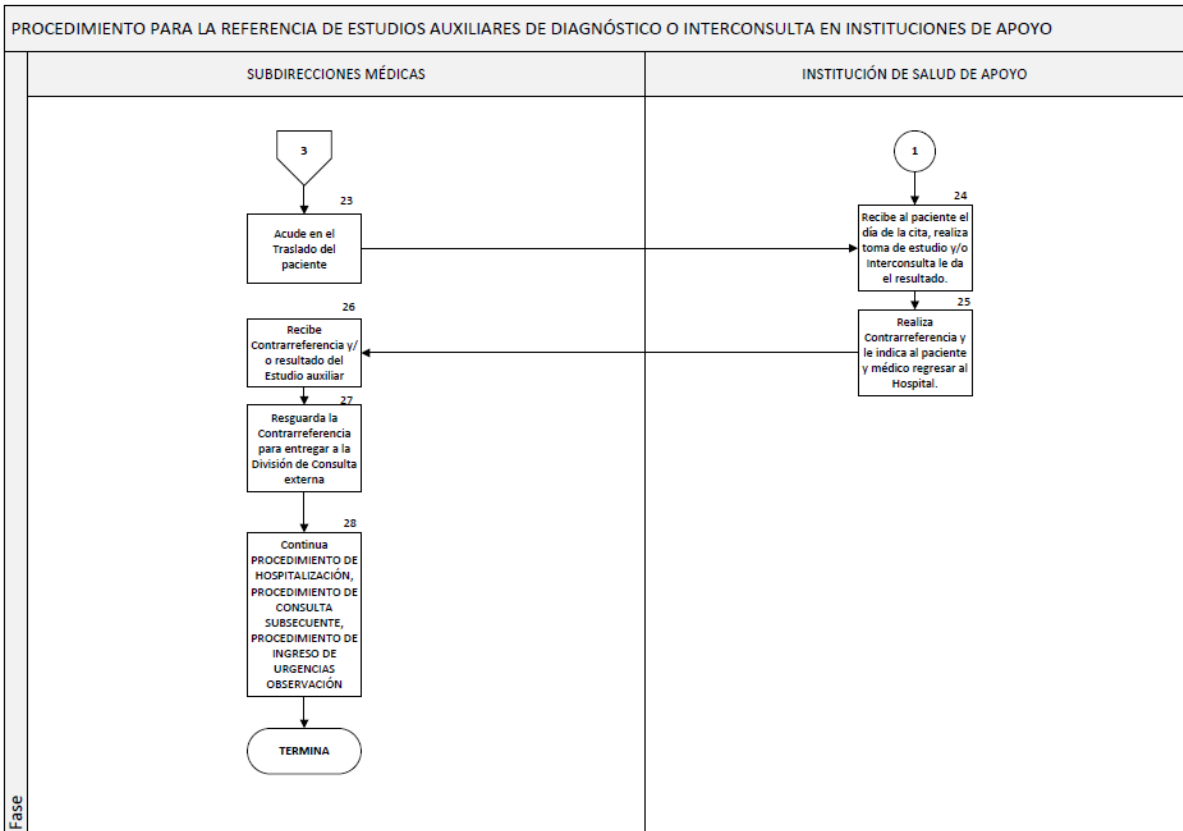 PROCEDIMIENTO PARA LA REFERENCIA DE ESTUDIOS AUXILIARES DE DIAGNÓSTICO O INTERCONSULTA EN INSTITUCIONES DE APOYO
SUBDIRECCIONES MÉDICAS
INSTITUCIÓN DE SALUD DE APOYO
3
1
23
Acude en el
Traslado del
paciente
24
Recibe al paciente el
día de la cita, realiza
toma de estudio y/o
Interconsulta le da
el resultado.
25
Realiza
Contrarreferencia y
le indica al paciente
y médico regresar al
Hospital.
26
Recibe
Contrarreferencia y/
o resultado del
Estudio auxiliar
27
Resguarda la
Contrarreferencia
para entregar a la
División de Consulta
externa
28
Continua
PROCEDIMIENTO DE
HOSPITALIZACIÓN,
PROCEDIMIENTO DE
CONSULTA
SUBSECUENTE,
PROCEDIMIENTO DE
INGRESO DE
URGENCIAS
OBSERVACIÓN
TERMINA
Fase